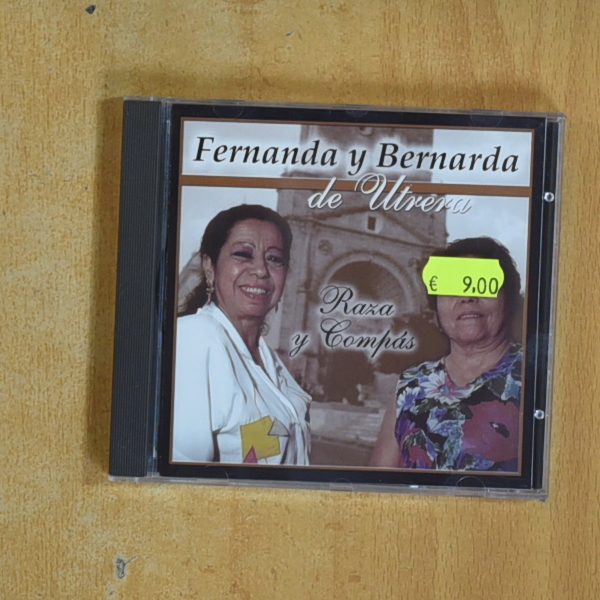 Fernanda y Bernarda
de Utrera
€ 9,00
Raza
y Compás